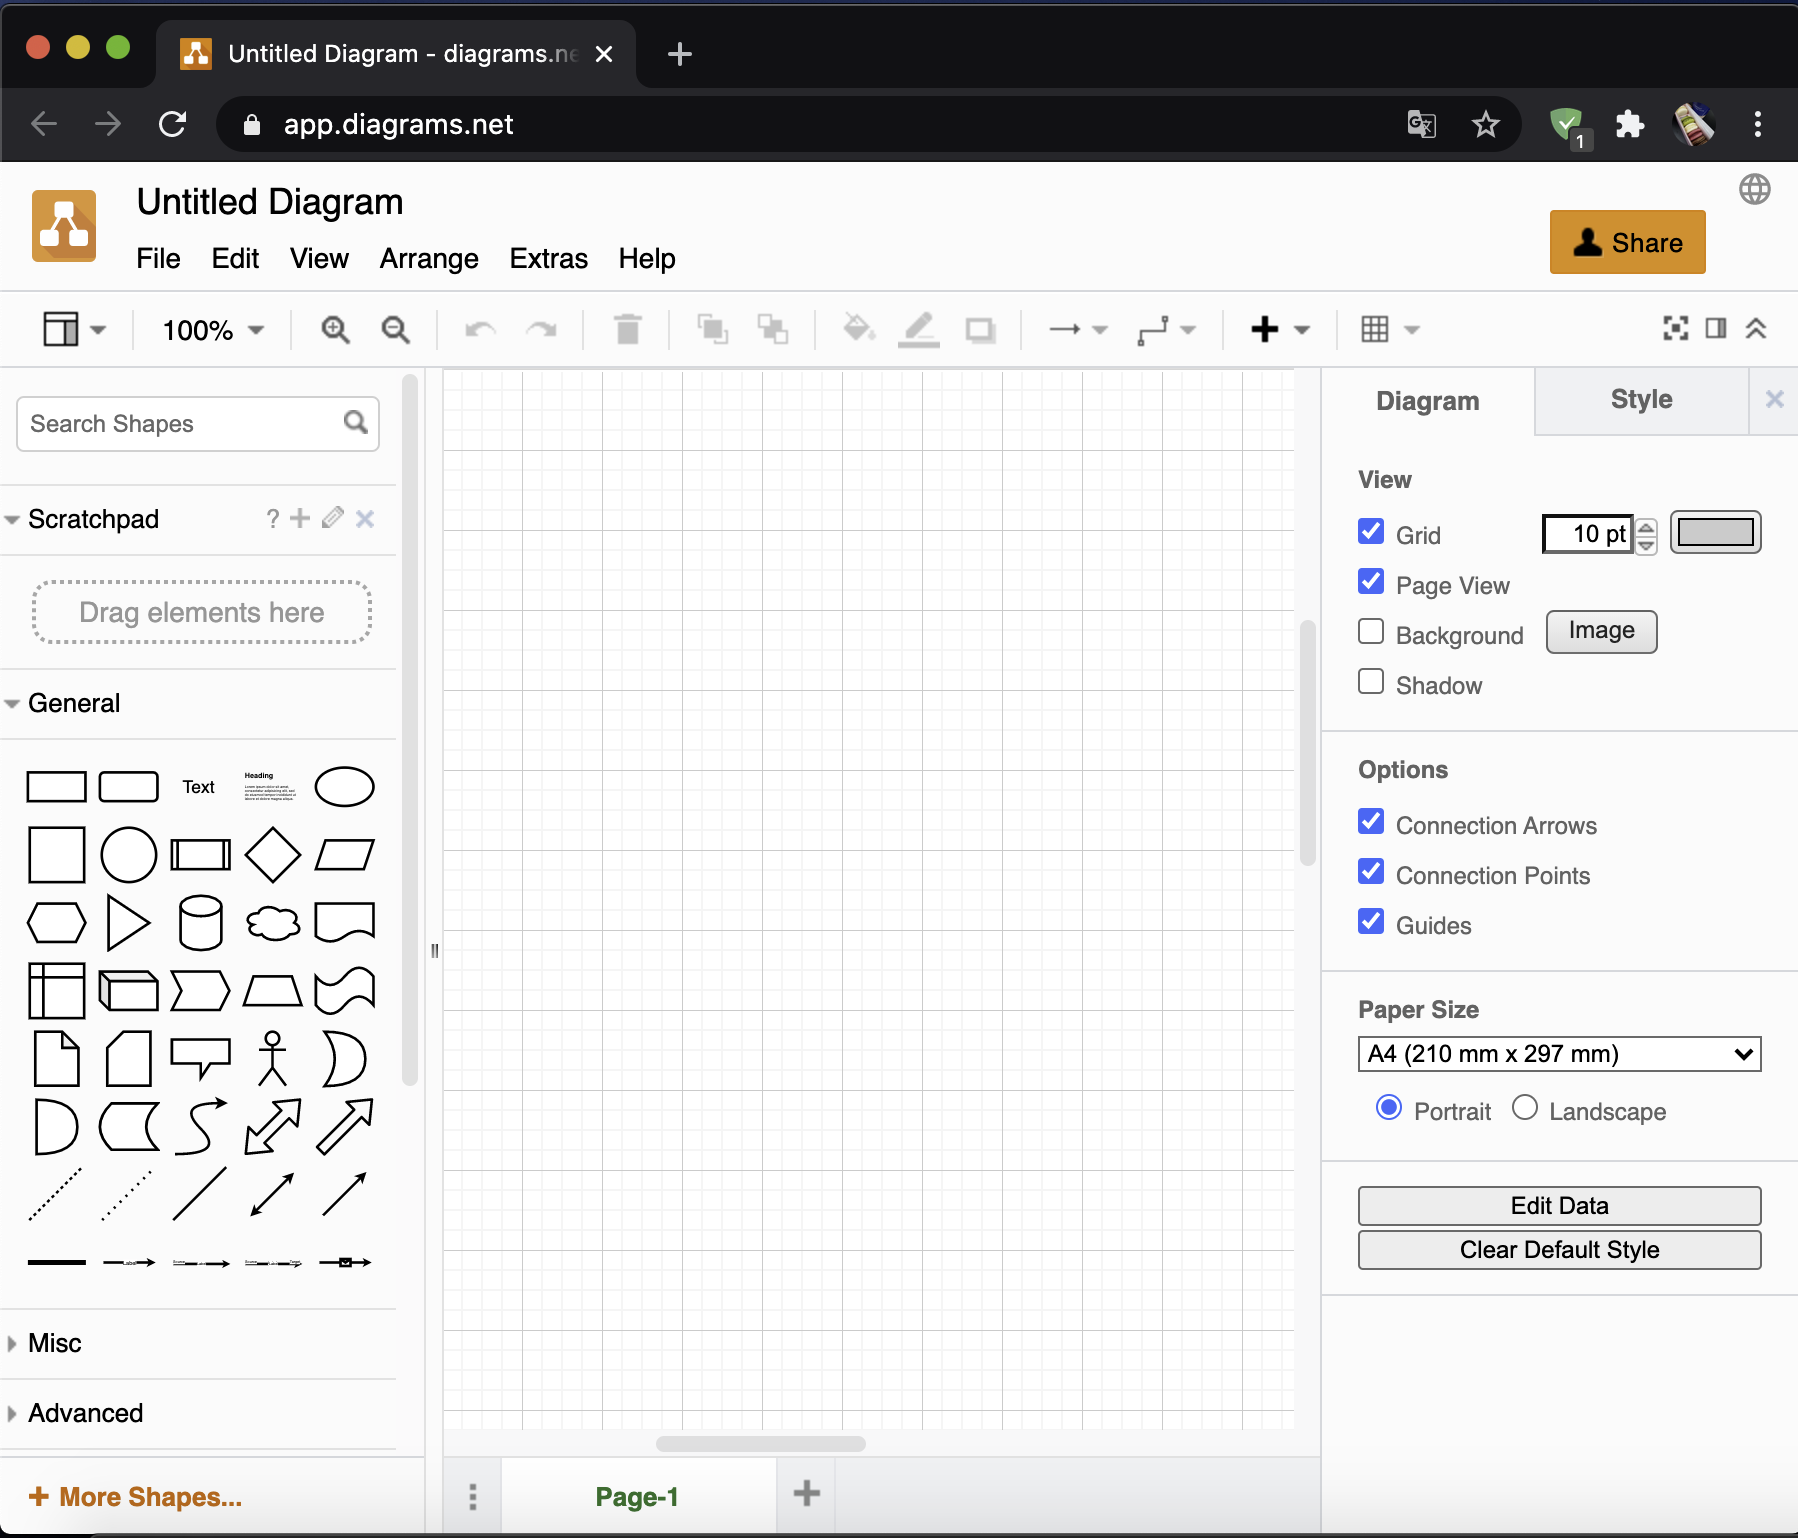 Untitled Diagram - diagrams.ne
app.diagrams.net
1
Untitled Diagram
File Edit View Arrange Extras Help
Share
100%
Search Shapes
Scratchpad
?
Drag elements here
General
Text
Heading
Misc
Advanced
+ More Shapes...
Page-1
Diagram
Style
View
Grid
10 pt
Page View
Background
Image
Shadow
Options
Connection Arrows
Connection Points
Guides
Paper Size
A4 (210 mm x 297 mm)
Portrait
Landscape
Edit Data
Clear Default Style